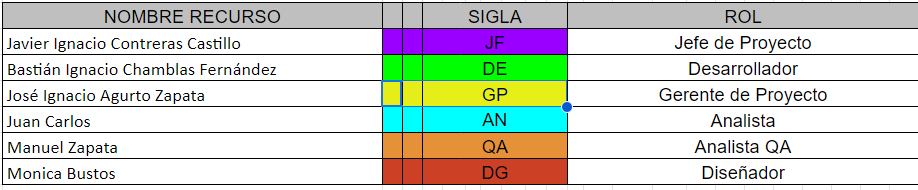 NOMBRE RECURSO SIGLA ROL
Javier Ignacio Contreras Castillo JF Jefe de Proyecto
Bastián Ignacio Chamblas Fernández DE Desarrollador
José Ignacio Agurto Zapata GP Gerente de Proyecto
Juan Carlos AN Analista
Manuel Zapata QA Analista QA
Monica Bustos DG Diseñador